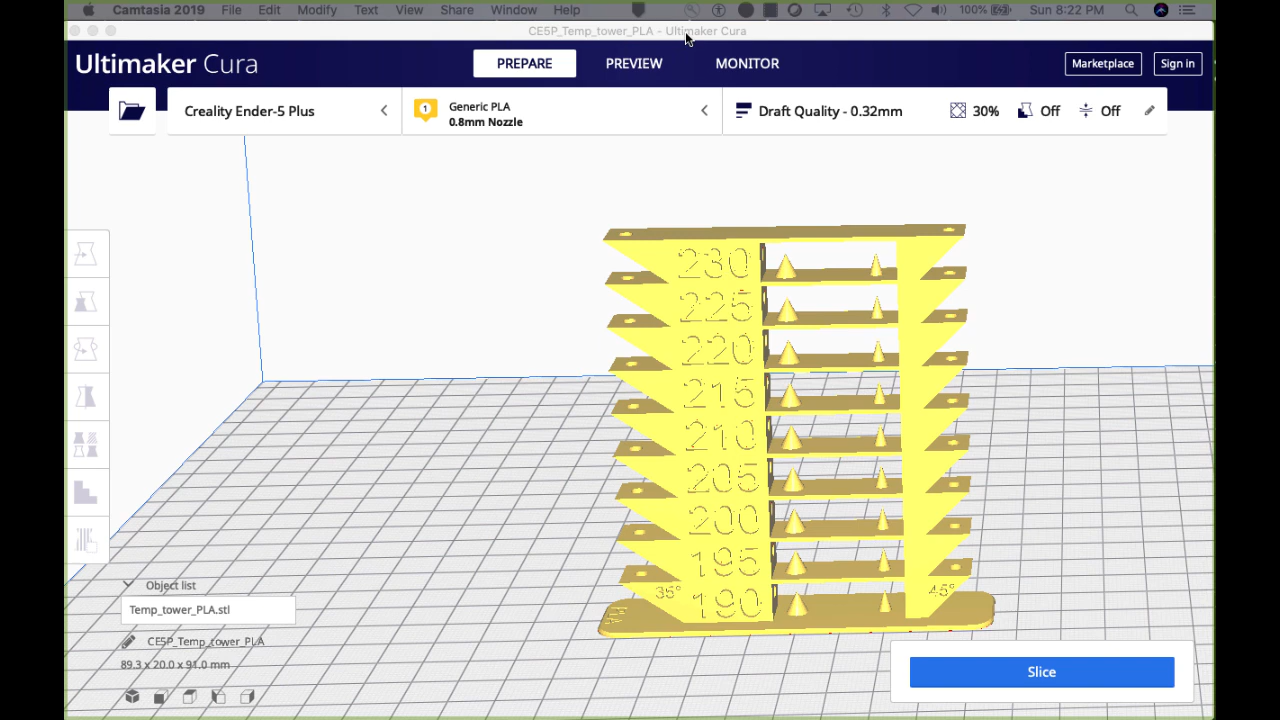 Camtasia 2019 File Edit Modify Text View Share Window Help 100% Sun 8:22 PM
CE5P_Temp_tower_PLA - Ultimaker Cura
Ultimaker Cura PREPARE PREVIEW MONITOR Marketplace Sign in
Creality Ender-5 Plus
1
Generic PLA
0.8mm Nozzle
Draft Quality - 0.32mm 30% Off Off
230
225
220
215
210
205
200
195
35° 190 45°
Object list
Temp_tower_PLA.stl
CE5P_Temp_tower_PLA
89.3 x 20.0 x 91.0 mm
Slice